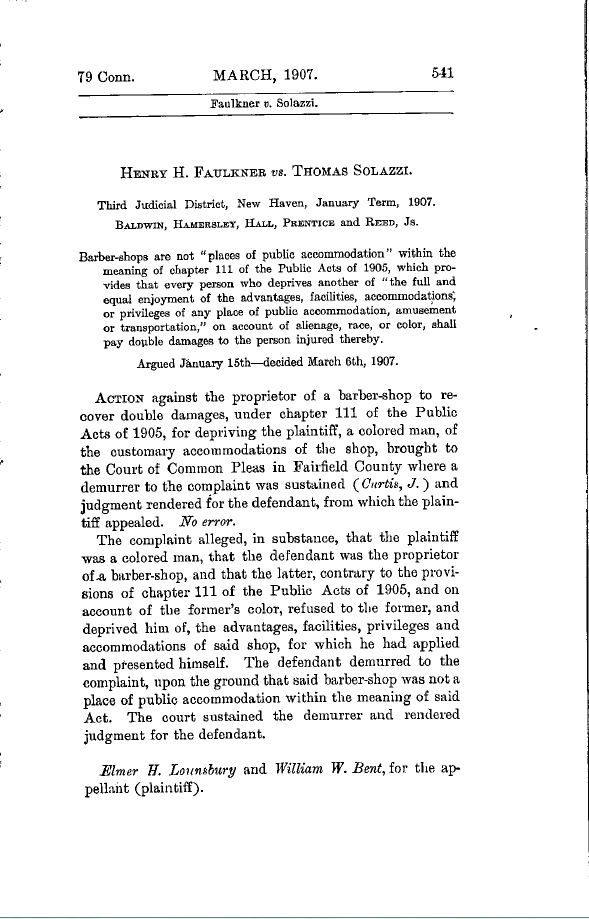 79 Conn. MARCH, 1907. 541
Faulkner v. Solazzi.
HENRY H. FAULKNER vs. THOMAS SOLAZZI.
Third Judicial District, New Haven, January Term, 1907.
BALDWIN, HAMERSLEY, HALL, PRENTICE and REED, Js.
Barber-shops are not "places of public accommodation" within the
meaning of chapter 111 of the Public Acts of 1905, which pro-
vides that every person who deprives another of "the full and
equal enjoyment of the advantages, facilities, accommodations,
or privileges of any place of public accommodation, amusement
or transportation," on account of alienage, race, or color, shall
pay double damages to the person injured thereby.
Argued January 15th—decided March 6th, 1907.
ACTION against the proprietor of a barber-shop to re-
cover double damages, under chapter 111 of the Public
Acts of 1905, for depriving the plaintiff, a colored man, of
the customary accommodations of the shop, brought to
the Court of Common Pleas in Fairfield County where a
demurrer to the complaint was sustained (Curtis, J.) and
judgment rendered for the defendant, from which the plain-
tiff appealed. No error.
The complaint alleged, in substance, that the plaintiff
was a colored man, that the defendant was the proprietor
of a barber-shop, and that the latter, contrary to the provi-
sions of chapter 111 of the Public Acts of 1905, and on
account of the former's color, refused to the former, and
deprived him of, the advantages, facilities, privileges and
accommodations of said shop, for which he had applied
and presented himself. The defendant demurred to the
complaint, upon the ground that said barber-shop was not a
place of public accommodation within the meaning of said
Act. The court sustained the demurrer and rendered
judgment for the defendant.
Elmer H. Lounsbury and William W. Bent, for the ap-
pellant (plaintiff).